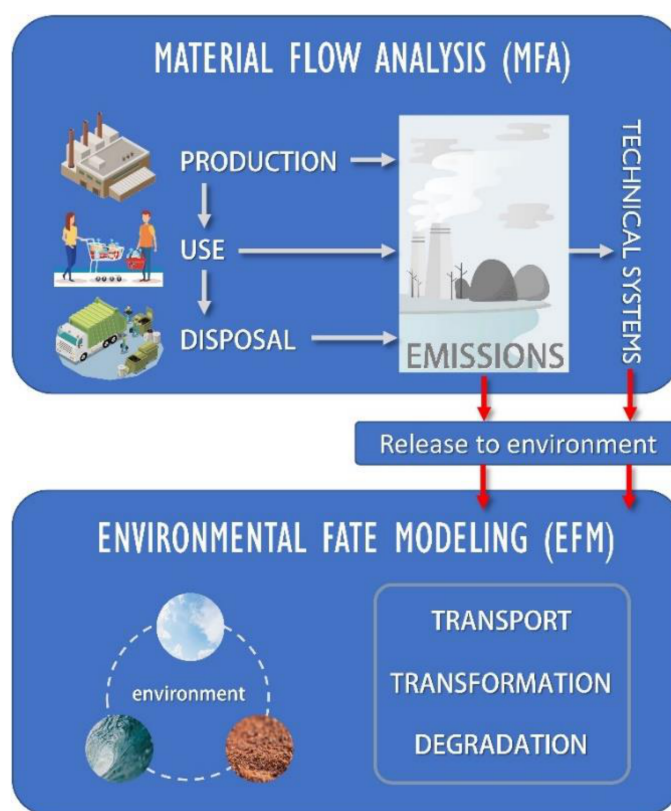 MATERIAL FLOW ANALYSIS (MFA)
PRODUCTION
USE
DISPOSAL
EMISSIONS
TECHNICAL SYSTEMS
Release to environment
ENVIRONMENTAL FATE MODELING (EFM)
environment
TRANSPORT
TRANSFORMATION
DEGRADATION